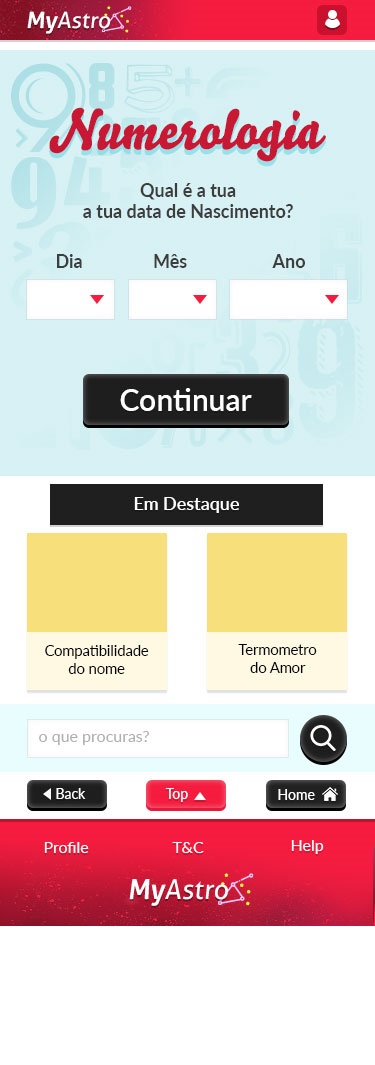 MyAstro
Numerologia
Qual é a tua
a tua data de Nascimento?
Dia Mês Ano
Continuar
Em Destaque
Compatibilidade
do nome
Termometro
do Amor
o que procuras?
Back Top Home
Profile T&C Help
MyAstro